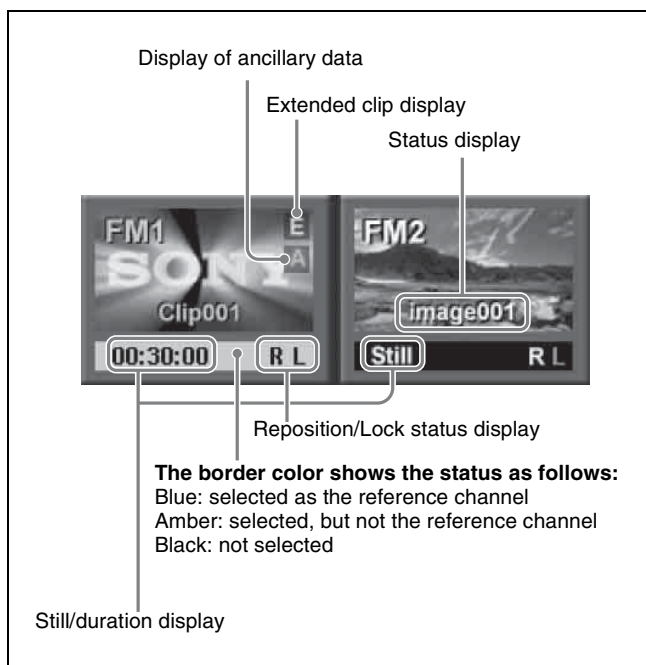 Display of ancillary data
Extended clip display
Status display
FM1
E
A
SONY
Clip001
00:30:00
R L
FM2
image001
Still
R L
Reposition/Lock status display
The border color shows the status as follows:
Blue: selected as the reference channel
Amber: selected, but not the reference channel
Black: not selected
Still/duration display